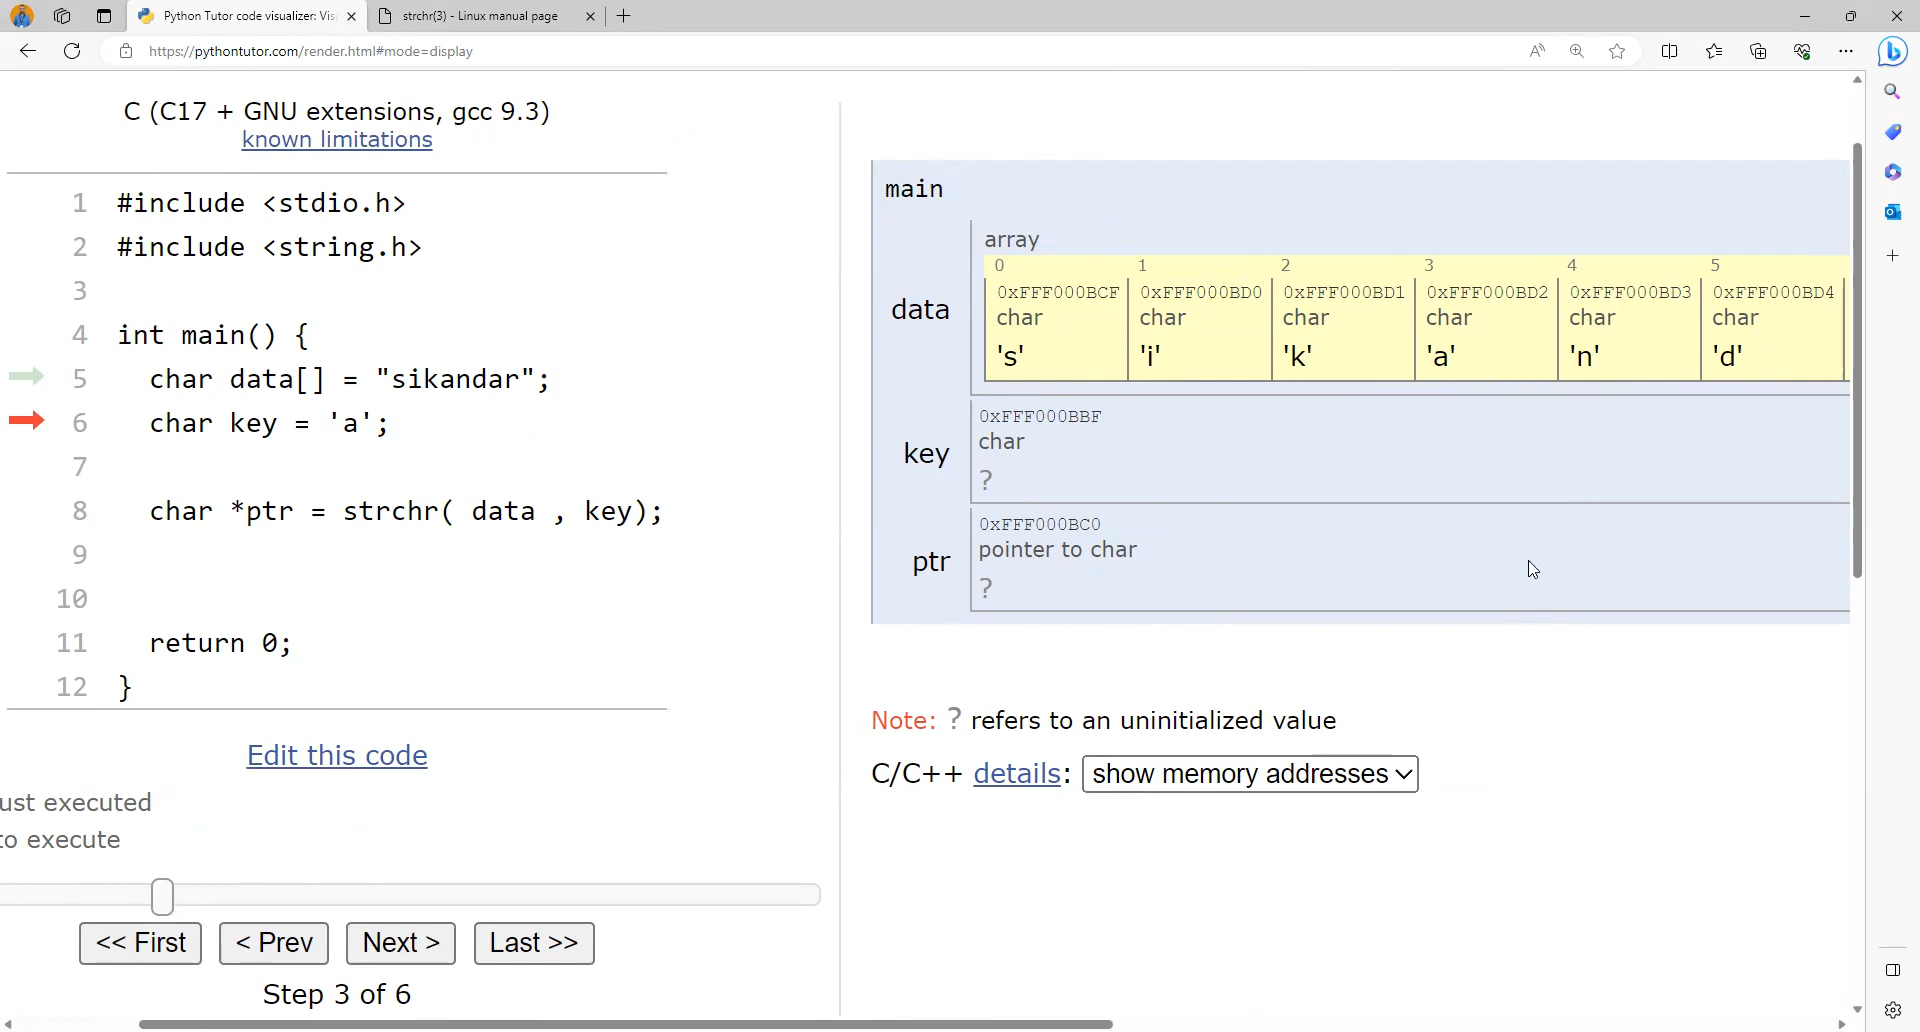 Python Tutor code visualizer: Vis
strchr(3) - Linux manual page
https://pythontutor.com/render.html#mode=display
C (C17 + GNU extensions, gcc 9.3)
known limitations
1 #include <stdio.h>
2 #include <string.h>
3
4 int main() {
5 char data[] = "sikandar";
6 char key = 'a';
7
8 char *ptr = strchr( data , key);
9
10
11 return 0;
12 }
Edit this code
ust executed
to execute
<< First < Prev Next > Last >>
Step 3 of 6
main
array
0 1 2 3 4 5
data
0xFFF000BCF 0xFFF000BD0 0xFFF000BD1 0xFFF000BD2 0xFFF000BD3 0xFFF000BD4
char char char char char char
's' 'i' 'k' 'a' 'n' 'd'
key
0xFFF000BBF
char
?
ptr
0xFFF000BC0
pointer to char
?
Note: ? refers to an uninitialized value
C/C++ details: show memory addresses